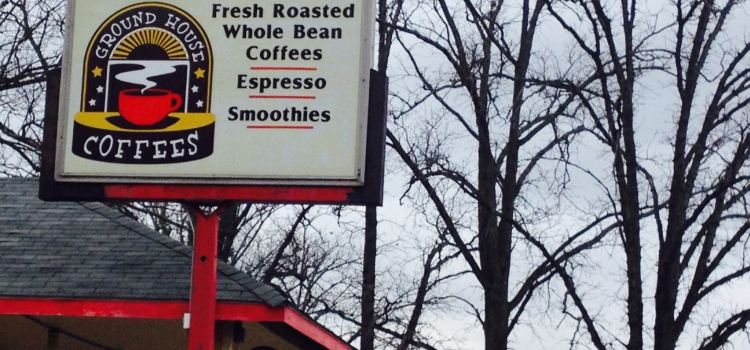 GROUND HOUSE
COFFEES
Fresh Roasted
Whole Bean
Coffees
Espresso
Smoothies